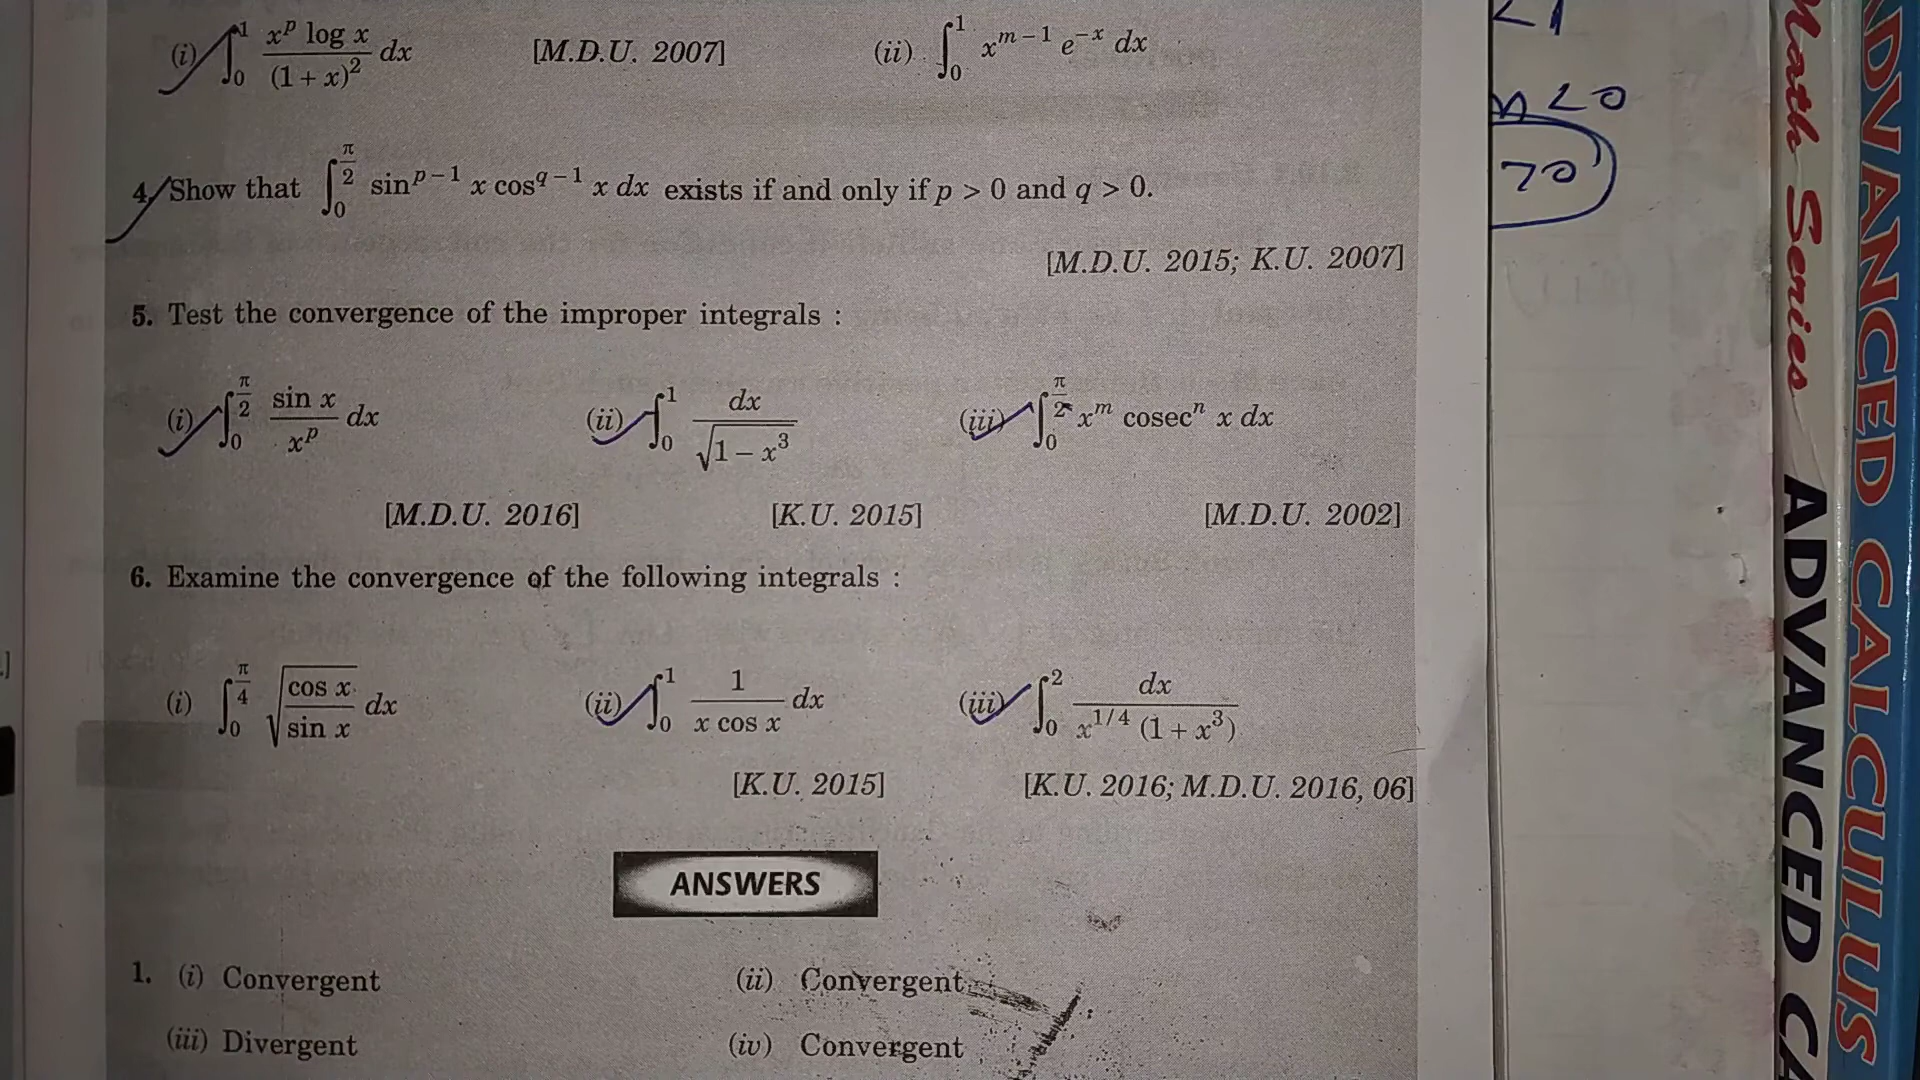 (i) ∫₀¹ x^p log x / (1 + x)² dx [M.D.U. 2007] (ii) ∫₀¹ x^{m – 1} e^{–x} dx
4. Show that ∫₀^{π/2} sin^{p – 1} x cos^{q – 1} x dx exists if and only if p > 0 and q > 0.
[M.D.U. 2015; K.U. 2007]
5. Test the convergence of the improper integrals :
(i) ∫₀^{π/2} sin x / x^p dx (ii) ∫₀¹ dx / √(1 – x³) (iii) ∫₀^{π/2} x^m cosec^n x dx
[M.D.U. 2016] [K.U. 2015] [M.D.U. 2002]
6. Examine the convergence of the following integrals :
(i) ∫₀^{π/4} √(cos x / sin x) dx (ii) ∫₀¹ 1 / (x cos x) dx (iii) ∫₀² dx / (x^{1/4} (1 + x³))
[K.U. 2015] [K.U. 2016; M.D.U. 2016, 06]
ANSWERS
1. (i) Convergent (ii) Convergent
(iii) Divergent (iv) Convergent
<1
n <0
>0
Math Series ADVANCED CA
ADVANCED CALCULUS